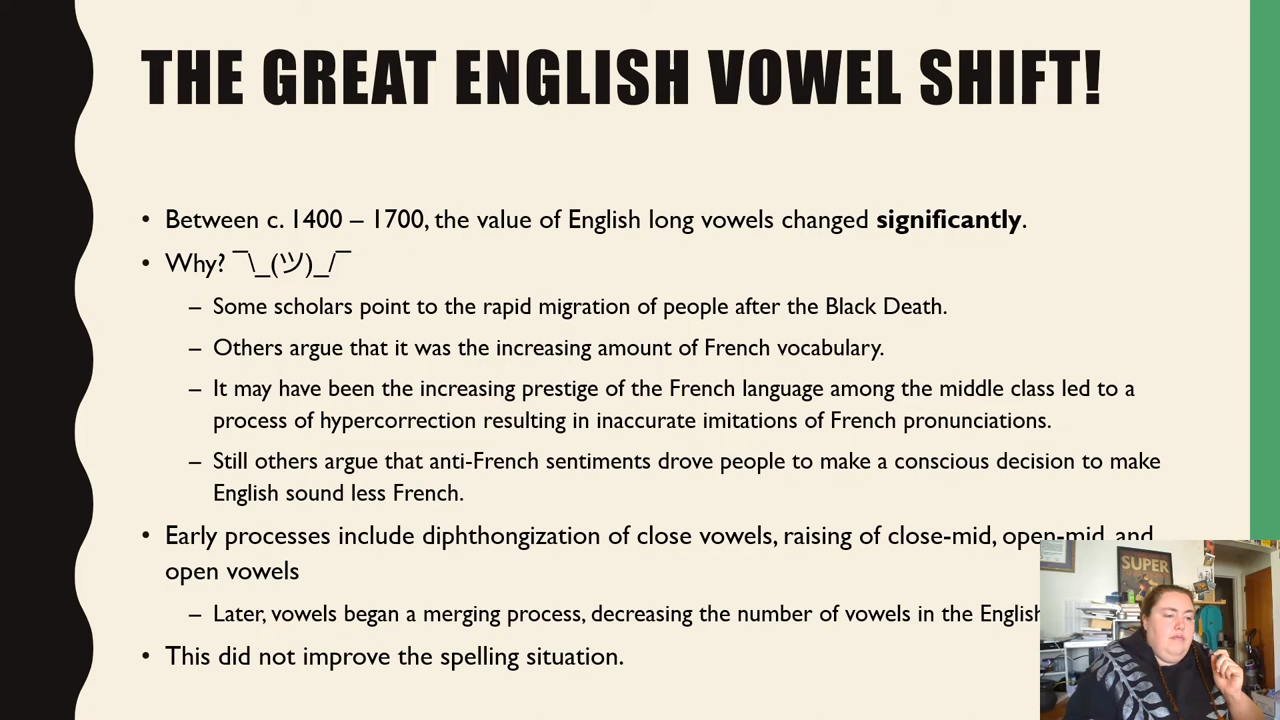 THE GREAT ENGLISH VOWEL SHIFT!
• Between c. 1400 – 1700, the value of English long vowels changed significantly.
• Why? ¯\_(ツ)_/¯
– Some scholars point to the rapid migration of people after the Black Death.
– Others argue that it was the increasing amount of French vocabulary.
– It may have been the increasing prestige of the French language among the middle class led to a
process of hypercorrection resulting in inaccurate imitations of French pronunciations.
– Still others argue that anti-French sentiments drove people to make a conscious decision to make
English sound less French.
• Early processes include diphthongization of close vowels, raising of close-mid, open-mid, and
open vowels
– Later, vowels began a merging process, decreasing the number of vowels in the English
• This did not improve the spelling situation.
SUPER